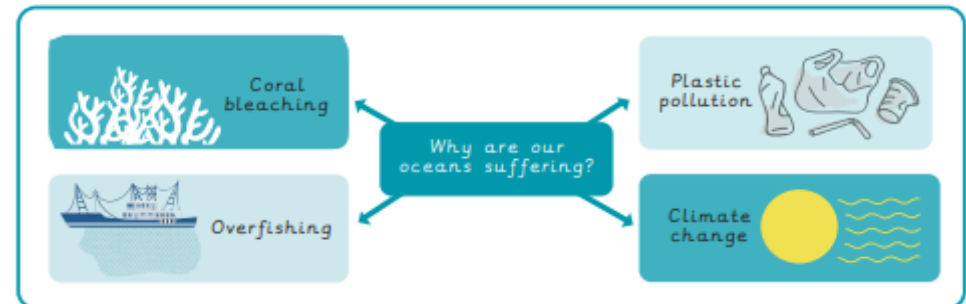 Coral
bleaching
Plastic
pollution
Why are our
oceans suffering?
Overfishing
Climate
change